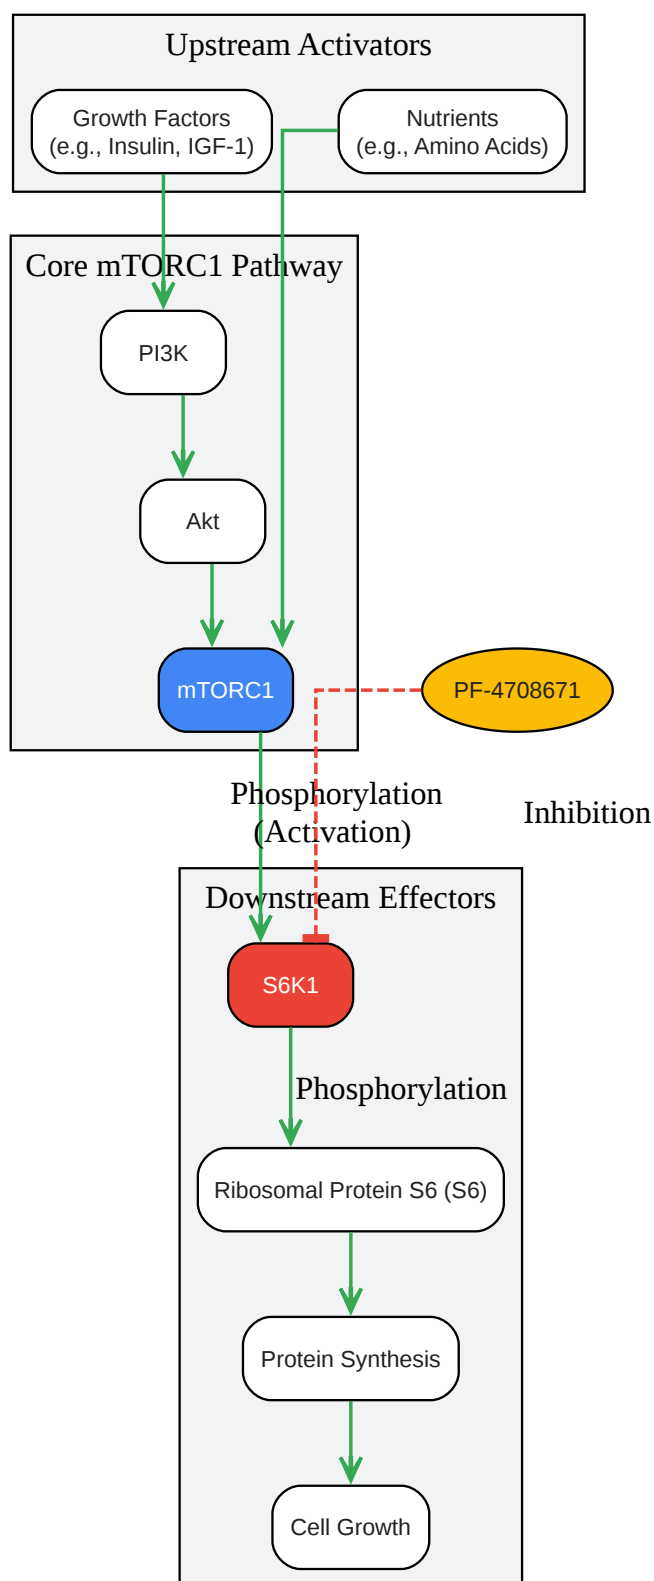 Upstream Activators
Growth Factors
(e.g., Insulin, IGF-1)
Nutrients
(e.g., Amino Acids)
Core mTORC1 Pathway
PI3K
Akt
mTORC1
PF-4708671
Phosphorylation
(Activation)
Inhibition
Downstream Effectors
S6K1
Phosphorylation
Ribosomal Protein S6 (S6)
Protein Synthesis
Cell Growth